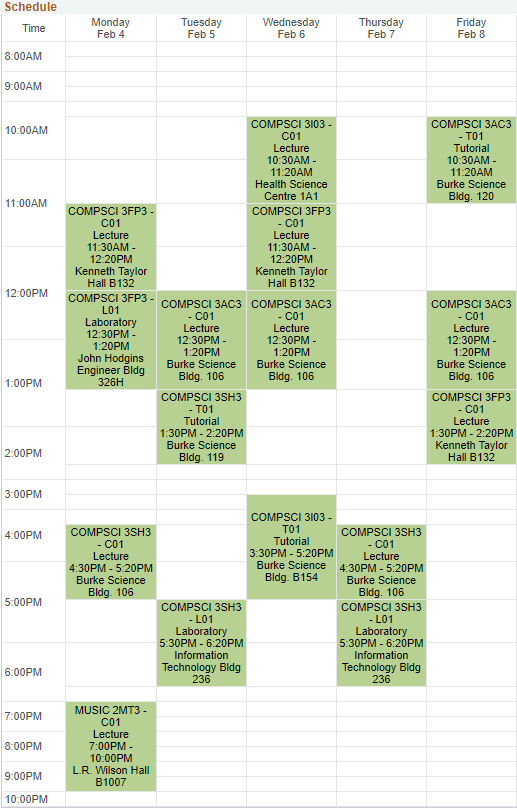 Schedule
Time
Monday
Feb 4
Tuesday
Feb 5
Wednesday
Feb 6
Thursday
Feb 7
Friday
Feb 8
8:00AM
9:00AM
10:00AM
COMPSCI 3I03 -
C01
Lecture
10:30AM -
11:20AM
Health Science
Centre 1A1
COMPSCI 3AC3
- T01
Tutorial
10:30AM -
11:20AM
Burke Science
Bldg. 120
11:00AM
COMPSCI 3FP3 -
C01
Lecture
11:30AM -
12:20PM
Kenneth Taylor
Hall B132
COMPSCI 3FP3 -
C01
Lecture
11:30AM -
12:20PM
Kenneth Taylor
Hall B132
12:00PM
COMPSCI 3FP3 -
L01
Laboratory
12:30PM -
1:20PM
John Hodgins
Engineer Bldg
326H
COMPSCI 3AC3
- C01
Lecture
12:30PM -
1:20PM
Burke Science
Bldg. 106
COMPSCI 3AC3
- C01
Lecture
12:30PM -
1:20PM
Burke Science
Bldg. 106
COMPSCI 3AC3
- C01
Lecture
12:30PM -
1:20PM
Burke Science
Bldg. 106
1:00PM
COMPSCI 3SH3
- T01
Tutorial
1:30PM - 2:20PM
Burke Science
Bldg. 119
COMPSCI 3FP3
- C01
Lecture
1:30PM - 2:20PM
Kenneth Taylor
Hall B132
2:00PM
3:00PM
COMPSCI 3I03 -
T01
Tutorial
3:30PM - 5:20PM
Burke Science
Bldg. B154
4:00PM
COMPSCI 3SH3
- C01
Lecture
4:30PM - 5:20PM
Burke Science
Bldg. 106
COMPSCI 3SH3
- C01
Lecture
4:30PM - 5:20PM
Burke Science
Bldg. 106
5:00PM
COMPSCI 3SH3
- L01
Laboratory
5:30PM - 6:20PM
Information
Technology Bldg
236
COMPSCI 3SH3
- L01
Laboratory
5:30PM - 6:20PM
Information
Technology Bldg
236
6:00PM
7:00PM
MUSIC 2MT3 -
C01
Lecture
7:00PM -
10:00PM
L.R. Wilson Hall
B1007
8:00PM
9:00PM
10:00PM